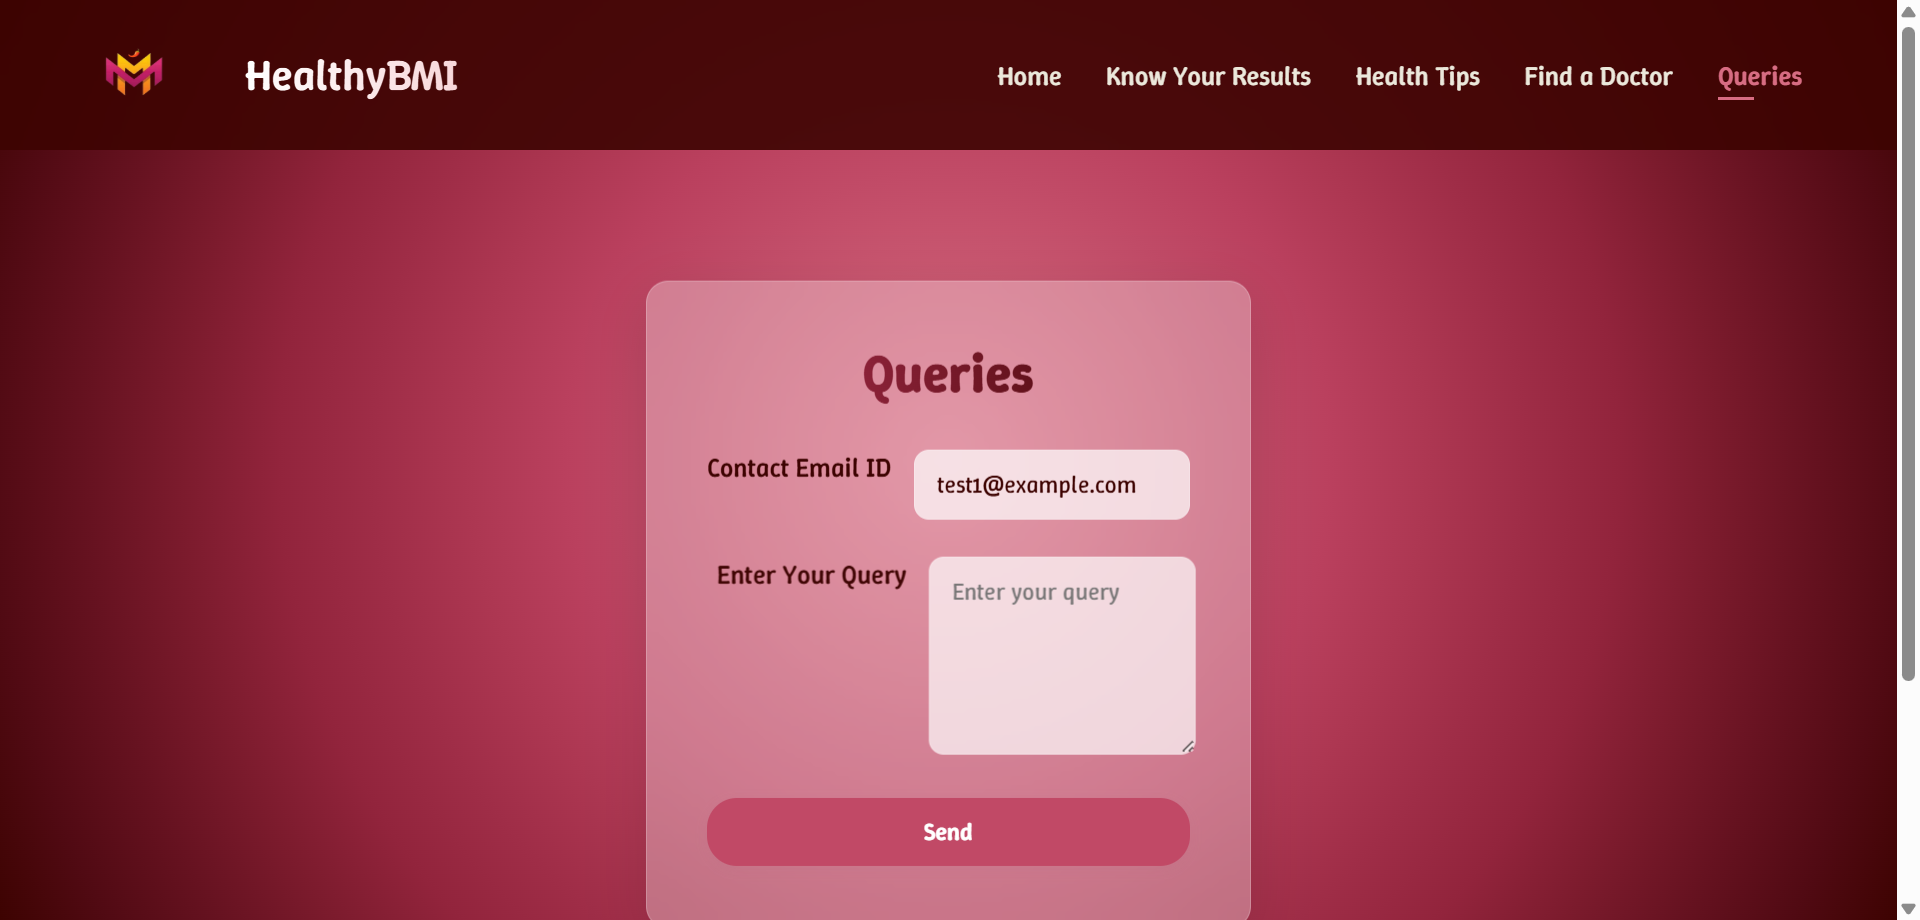 HealthyBMI
Home
Know Your Results
Health Tips
Find a Doctor
Queries
Queries
Contact Email ID
test1@example.com
Enter Your Query
Enter your query
Send